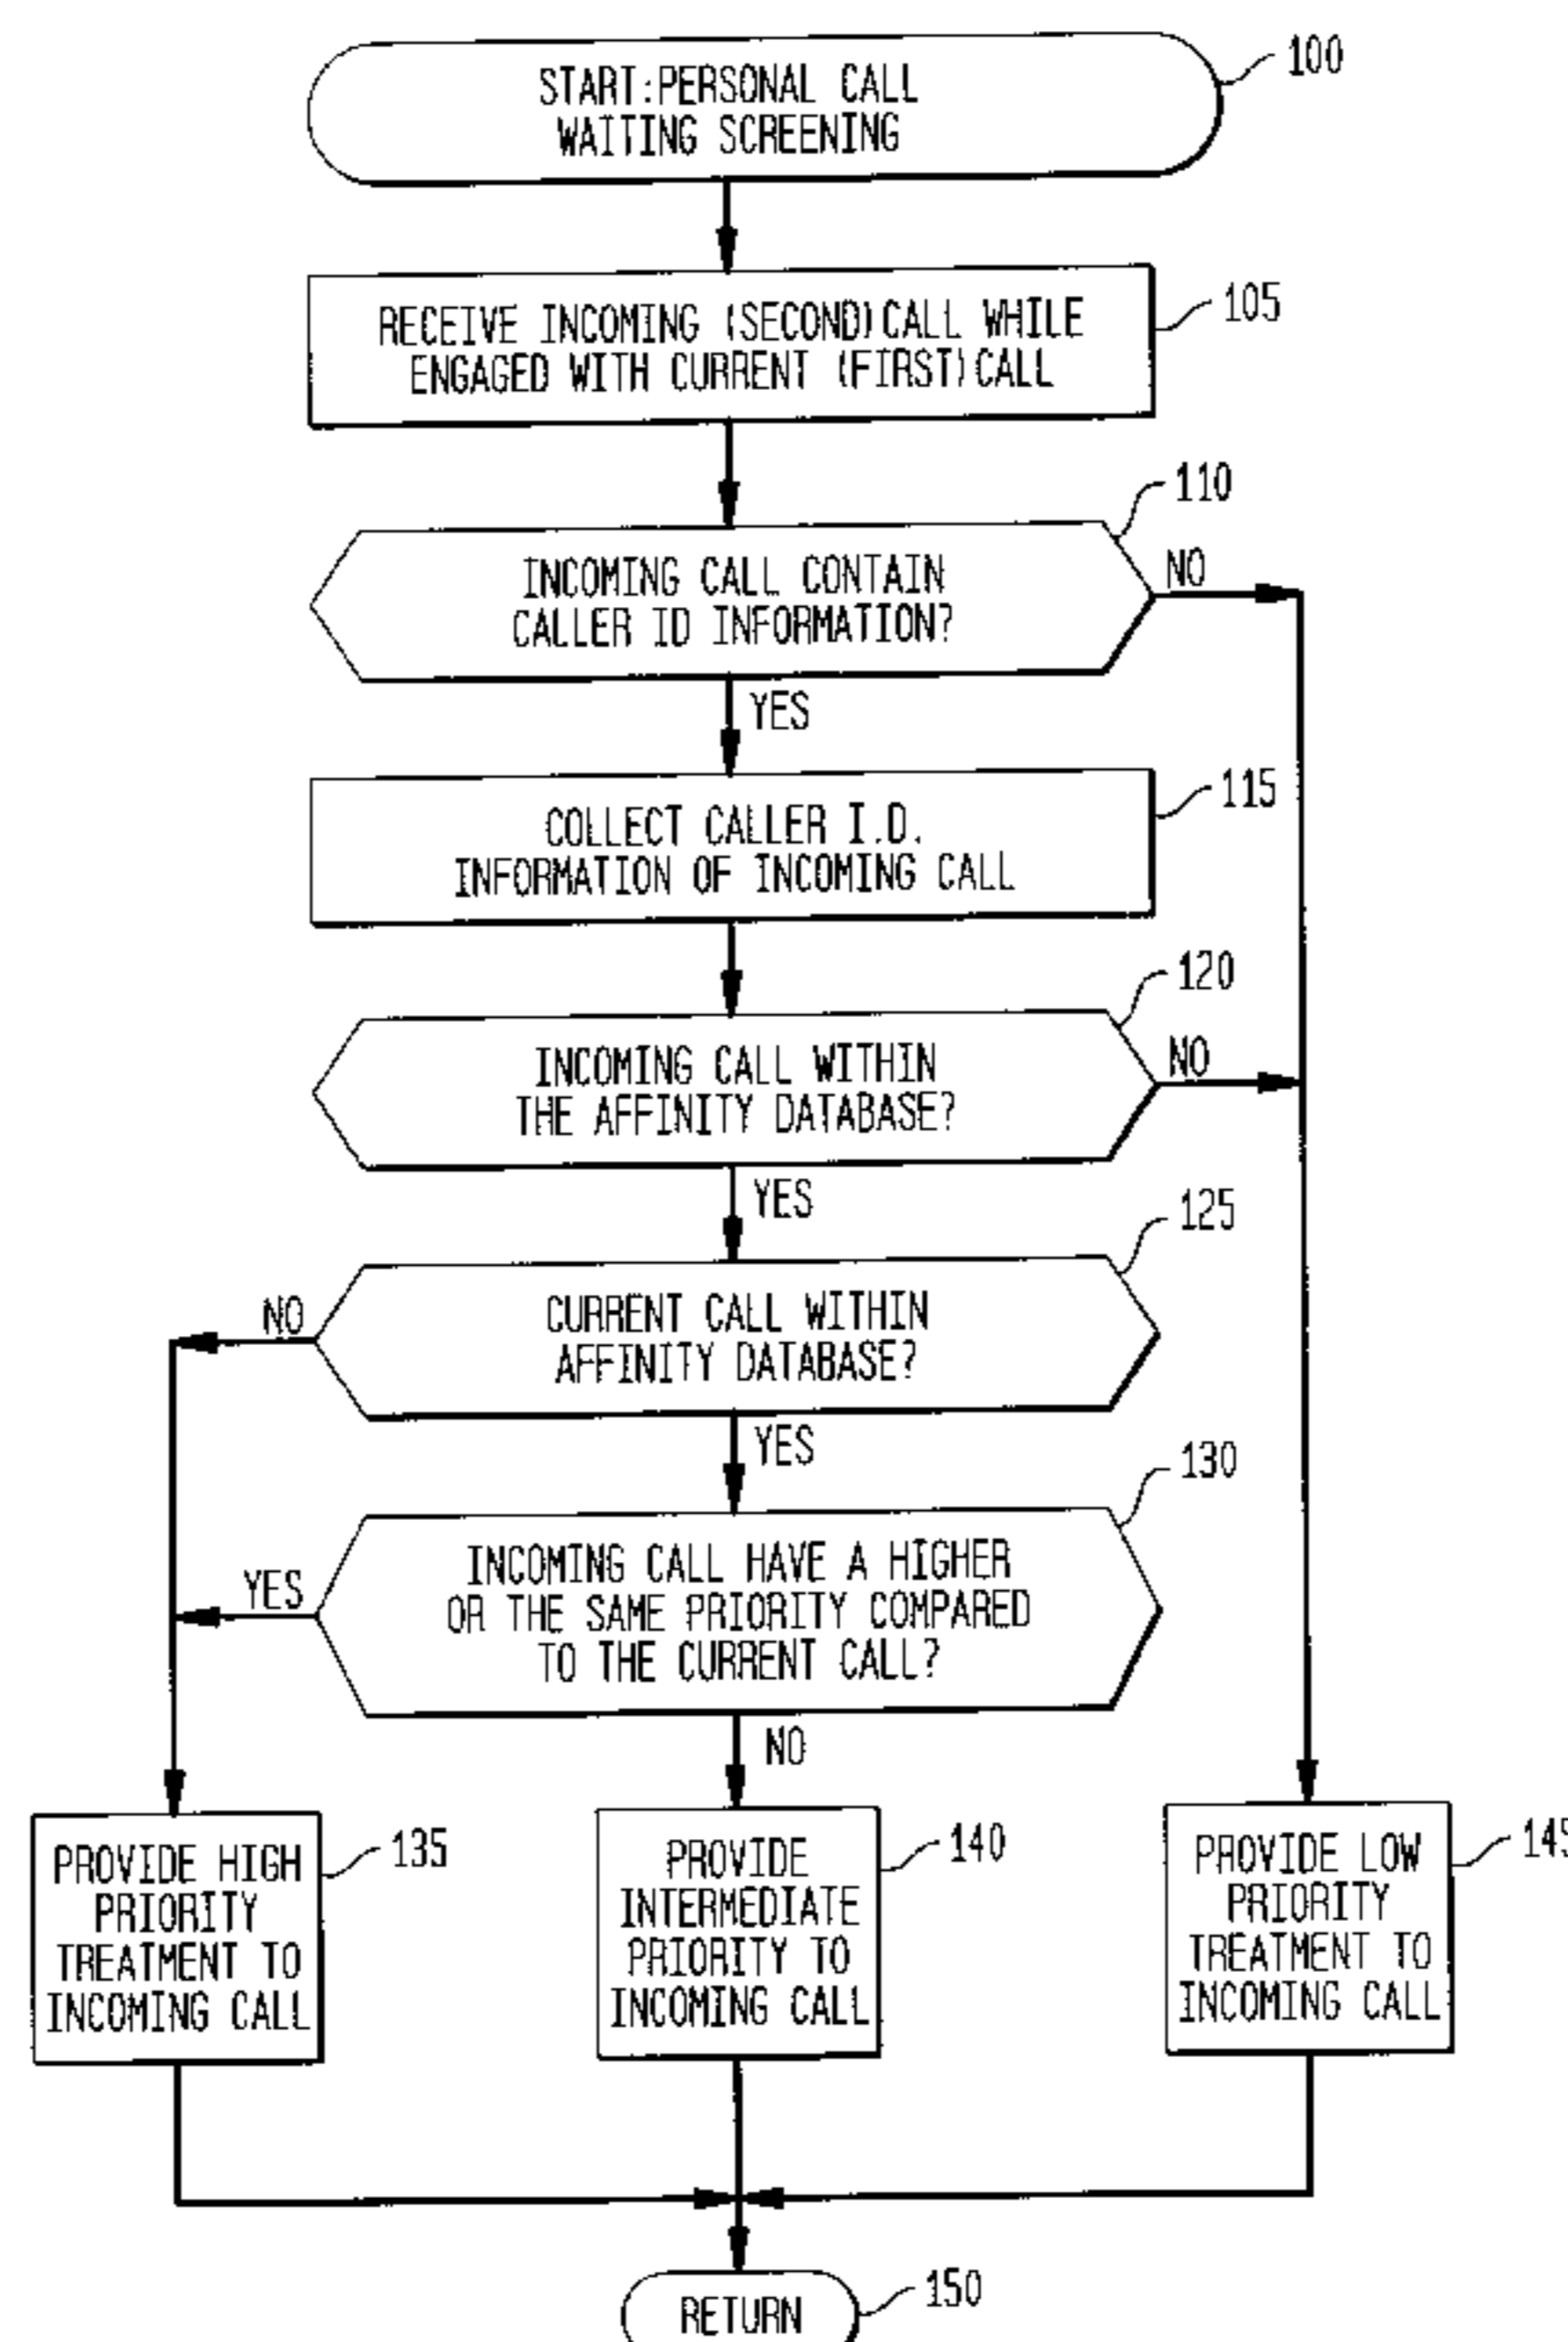 START:PERSONAL CALL
WAITING SCREENING
100
RECEIVE INCOMING (SECOND) CALL WHILE
ENGAGED WITH CURRENT (FIRST) CALL
105
110
INCOMING CALL CONTAIN
CALLER ID INFORMATION?
NO
YES
COLLECT CALLER I.D.
INFORMATION OF INCOMING CALL
115
120
INCOMING CALL WITHIN
THE AFFINITY DATABASE?
NO
YES
125
CURRENT CALL WITHIN
AFFINITY DATABASE?
NO
YES
130
INCOMING CALL HAVE A HIGHER
OR THE SAME PRIORITY COMPARED
TO THE CURRENT CALL?
YES
NO
PROVIDE HIGH
PRIORITY
TREATMENT TO
INCOMING CALL
135
PROVIDE
INTERMEDIATE
PRIORITY TO
INCOMING CALL
140
PROVIDE LOW
PRIORITY
TREATMENT TO
INCOMING CALL
145
RETURN
150